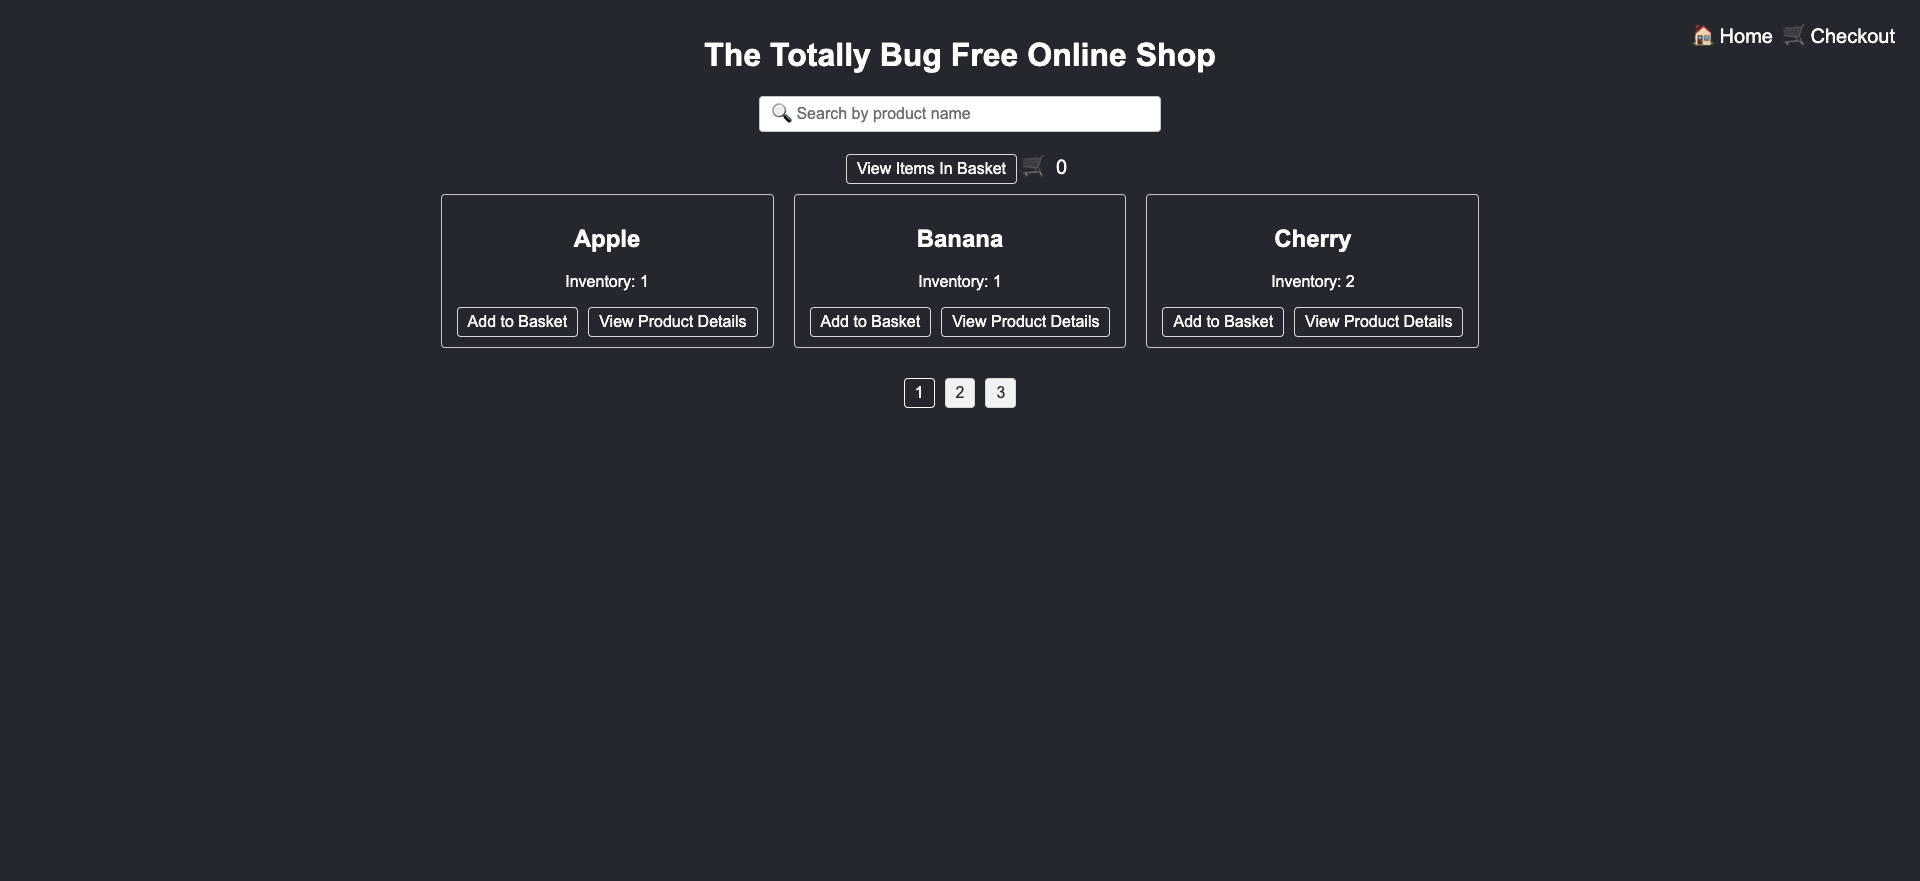 🏠 Home 🛒 Checkout
The Totally Bug Free Online Shop
🔍 Search by product name
View Items In Basket 🛒 0
Apple Banana Cherry
Inventory: 1 Inventory: 1 Inventory: 2
Add to Basket View Product Details Add to Basket View Product Details Add to Basket View Product Details
1 2 3